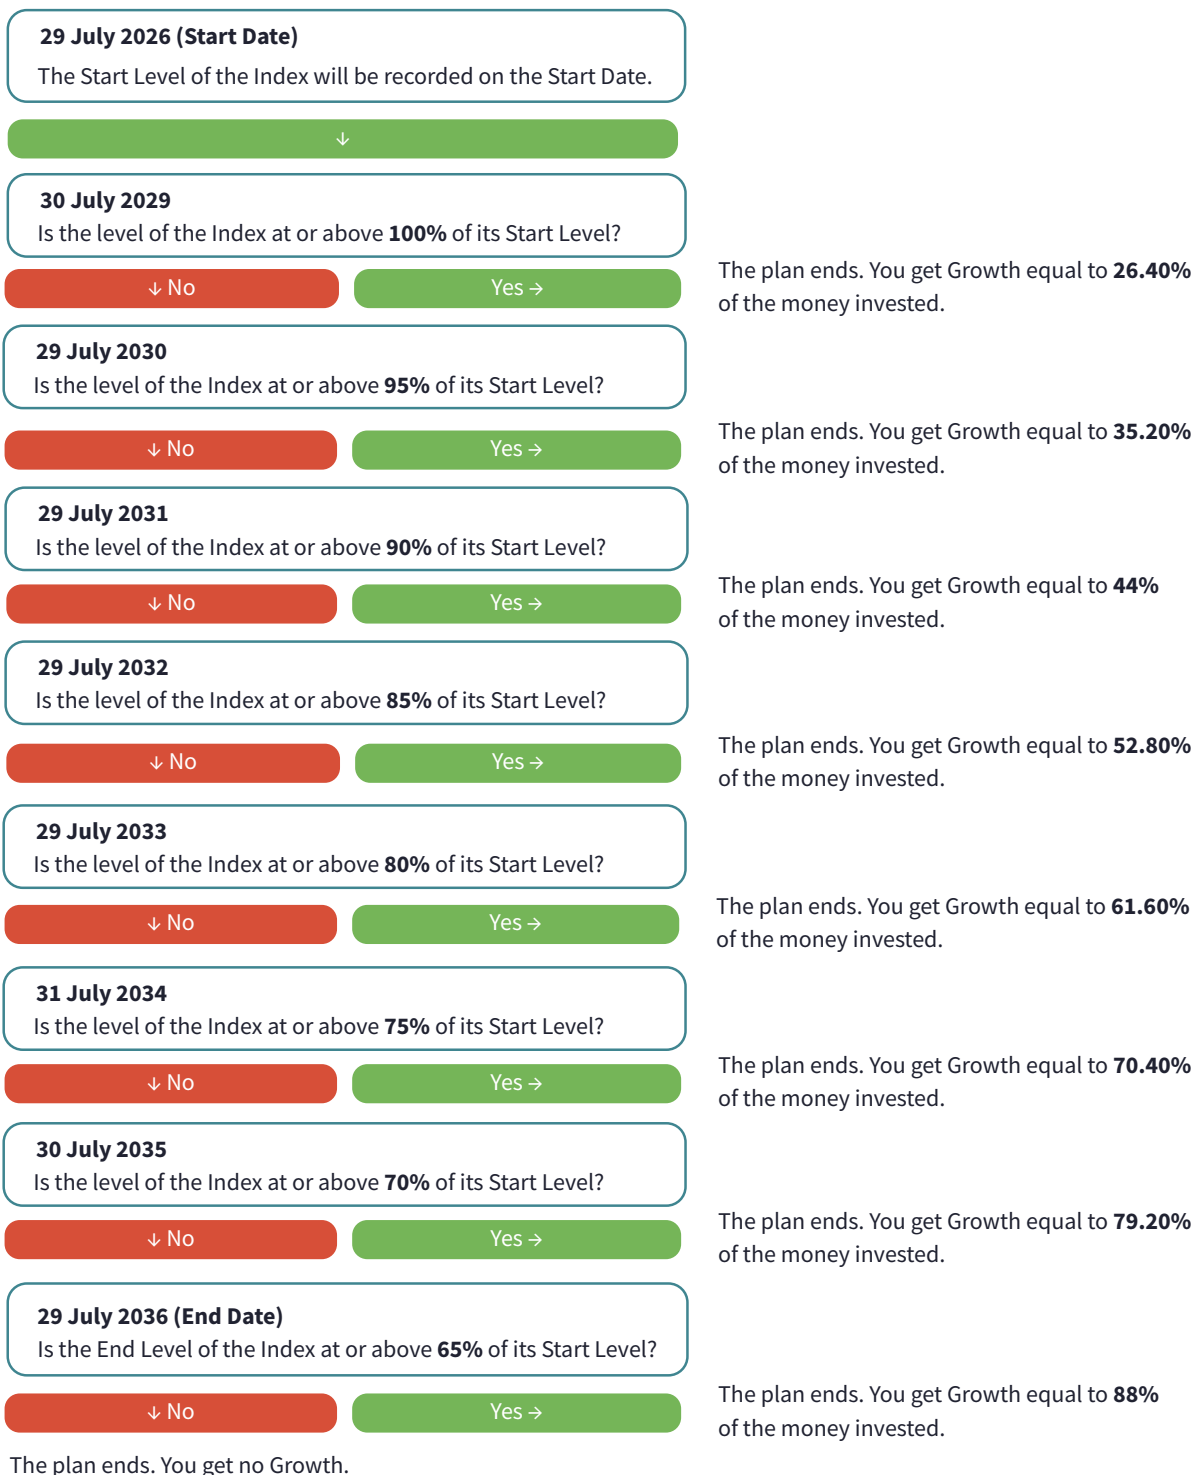 29 July 2026 (Start Date)
The Start Level of the Index will be recorded on the Start Date.
↓
30 July 2029
Is the level of the Index at or above 100% of its Start Level?
↓ No
Yes →
The plan ends. You get Growth equal to 26.40%
of the money invested.
29 July 2030
Is the level of the Index at or above 95% of its Start Level?
↓ No
Yes →
The plan ends. You get Growth equal to 35.20%
of the money invested.
29 July 2031
Is the level of the Index at or above 90% of its Start Level?
↓ No
Yes →
The plan ends. You get Growth equal to 44%
of the money invested.
29 July 2032
Is the level of the Index at or above 85% of its Start Level?
↓ No
Yes →
The plan ends. You get Growth equal to 52.80%
of the money invested.
29 July 2033
Is the level of the Index at or above 80% of its Start Level?
↓ No
Yes →
The plan ends. You get Growth equal to 61.60%
of the money invested.
31 July 2034
Is the level of the Index at or above 75% of its Start Level?
↓ No
Yes →
The plan ends. You get Growth equal to 70.40%
of the money invested.
30 July 2035
Is the level of the Index at or above 70% of its Start Level?
↓ No
Yes →
The plan ends. You get Growth equal to 79.20%
of the money invested.
29 July 2036 (End Date)
Is the End Level of the Index at or above 65% of its Start Level?
↓ No
Yes →
The plan ends. You get Growth equal to 88%
of the money invested.
The plan ends. You get no Growth.